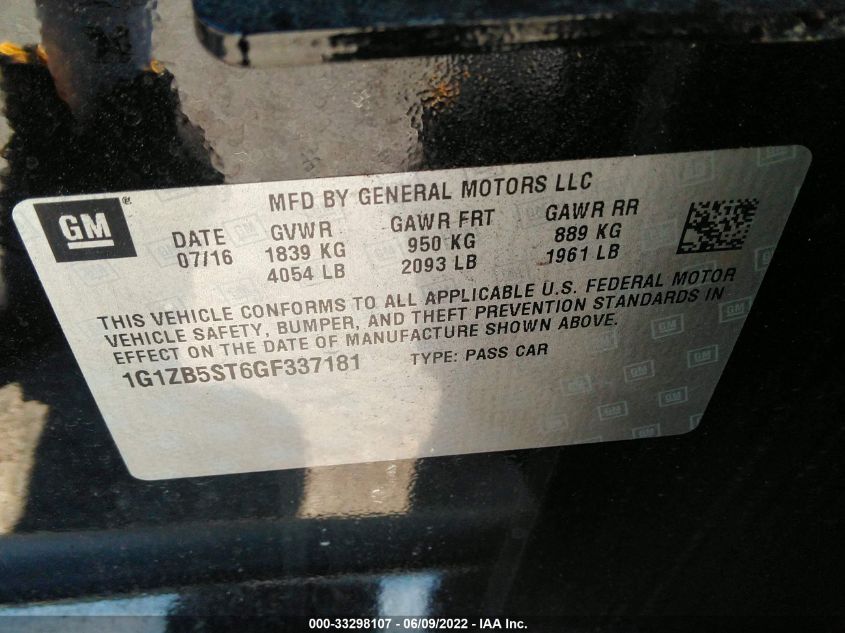 MFD BY GENERAL MOTORS LLC
GM®
DATE GVWR GAWR FRT GAWR RR
07/16 1839 KG 950 KG 889 KG
4054 LB 2093 LB 1961 LB
THIS VEHICLE CONFORMS TO ALL APPLICABLE U.S. FEDERAL MOTOR
VEHICLE SAFETY, BUMPER, AND THEFT PREVENTION STANDARDS IN
EFFECT ON THE DATE OF MANUFACTURE SHOWN ABOVE.
1G1ZB5ST6GF337181 TYPE: PASS CAR
000-33298107 - 06/09/2022 - IAA Inc.